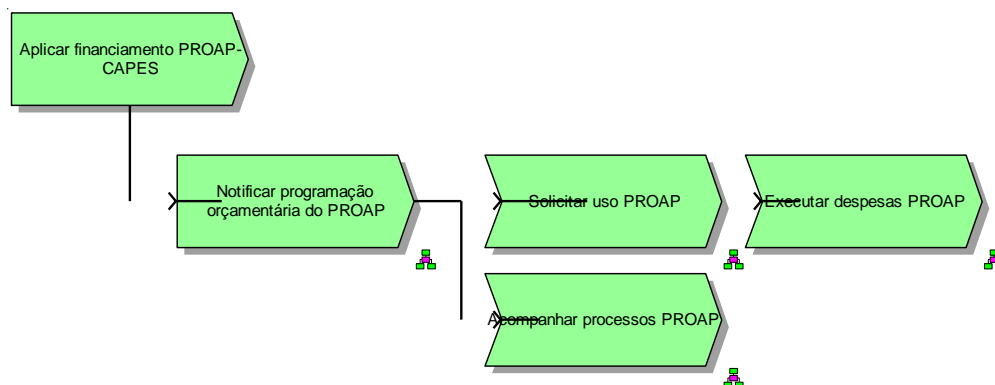 Aplicar financiamento PROAP-
CAPES
Notificar programação
orçamentária do PROAP
Solicitar uso PROAP
Executar despesas PROAP
Acompanhar processos PROAP